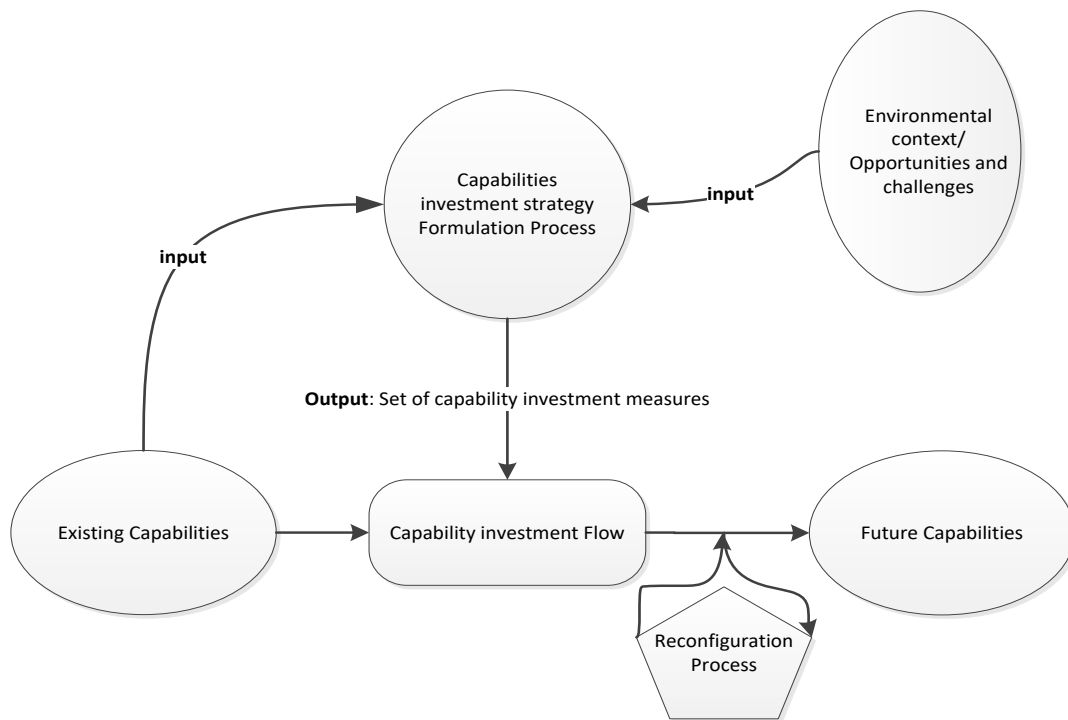 Environmental
context/
Opportunities and
challenges
Capabilities
investment strategy
Formulation Process
input
input
Output: Set of capability investment measures
Existing Capabilities
Capability investment Flow
Future Capabilities
Reconfiguration
Process